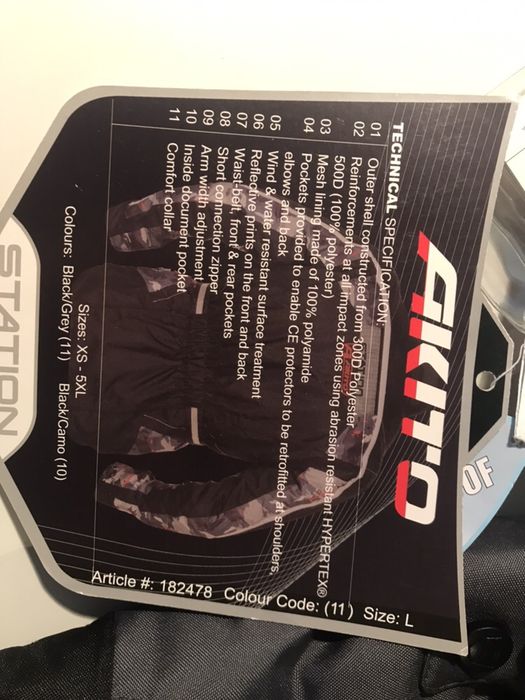 AKITO
TECHNICAL SPECIFICATION:
01 Outer shell constructed from 300D Polyester
02 Reinforcements at all impact zones using abrasion resistant HYPERTEX®
500D (100% polyester)
03 Mesh lining made of 100% polyamide
04 Pockets provided to enable CE protectors to be retrofitted at shoulders,
elbows and back
05 Wind & water resistant surface treatment
06 Reflective prints on the front and back
07 Waist-belt, front & rear pockets
08 Short connection zipper
09 Arm width adjustment
10 Inside document pocket
11 Comfort collar
Sizes: XS - 5XL
Colours: Black/Grey (11) Black/Camo (10)
Article #: 182478 Colour Code: (11) Size: L
STATION
OF